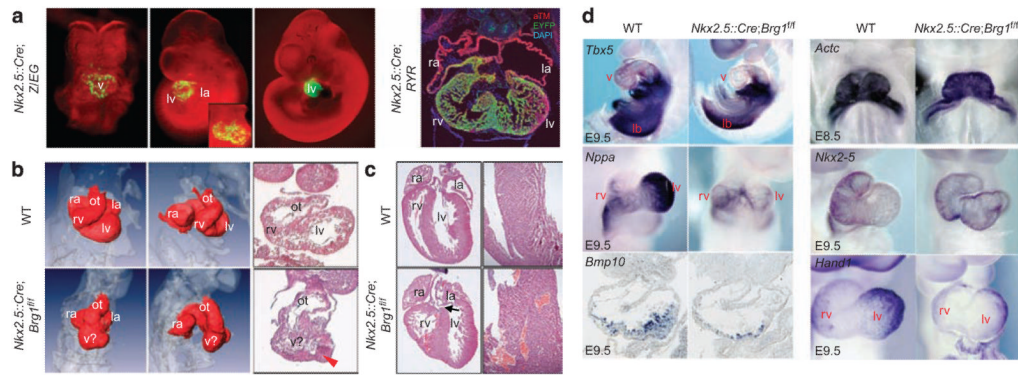 a
Nkx2.5::Cre;
ZIEG
v
lv
la
lv
Nkx2.5::Cre;
RYR
aTM
EYFP
DAPI
ra
la
rv
lv
b
WT
ra
ot
la
rv
lv
ot
ra
rv
lv
ot
rv
lv
Nkx2.5::Cre;
Brg1f/f
ot
ra
la
v?
ot
ra
la
v?
ot
v?
c
WT
ra
la
rv
lv
Nkx2.5::Cre;
Brg1f/f
ra
la
rv
lv
d
WT
Nkx2.5::Cre;Brg1f/f
Tbx5
v
v
lb
E9.5
Nppa
rv
lv
rv
lv
E9.5
Bmp10
E9.5
WT
Nkx2.5::Cre;Brg1f/f
Actc
E8.5
Nkx2-5
E9.5
Hand1
rv
lv
rv
lv
E9.5